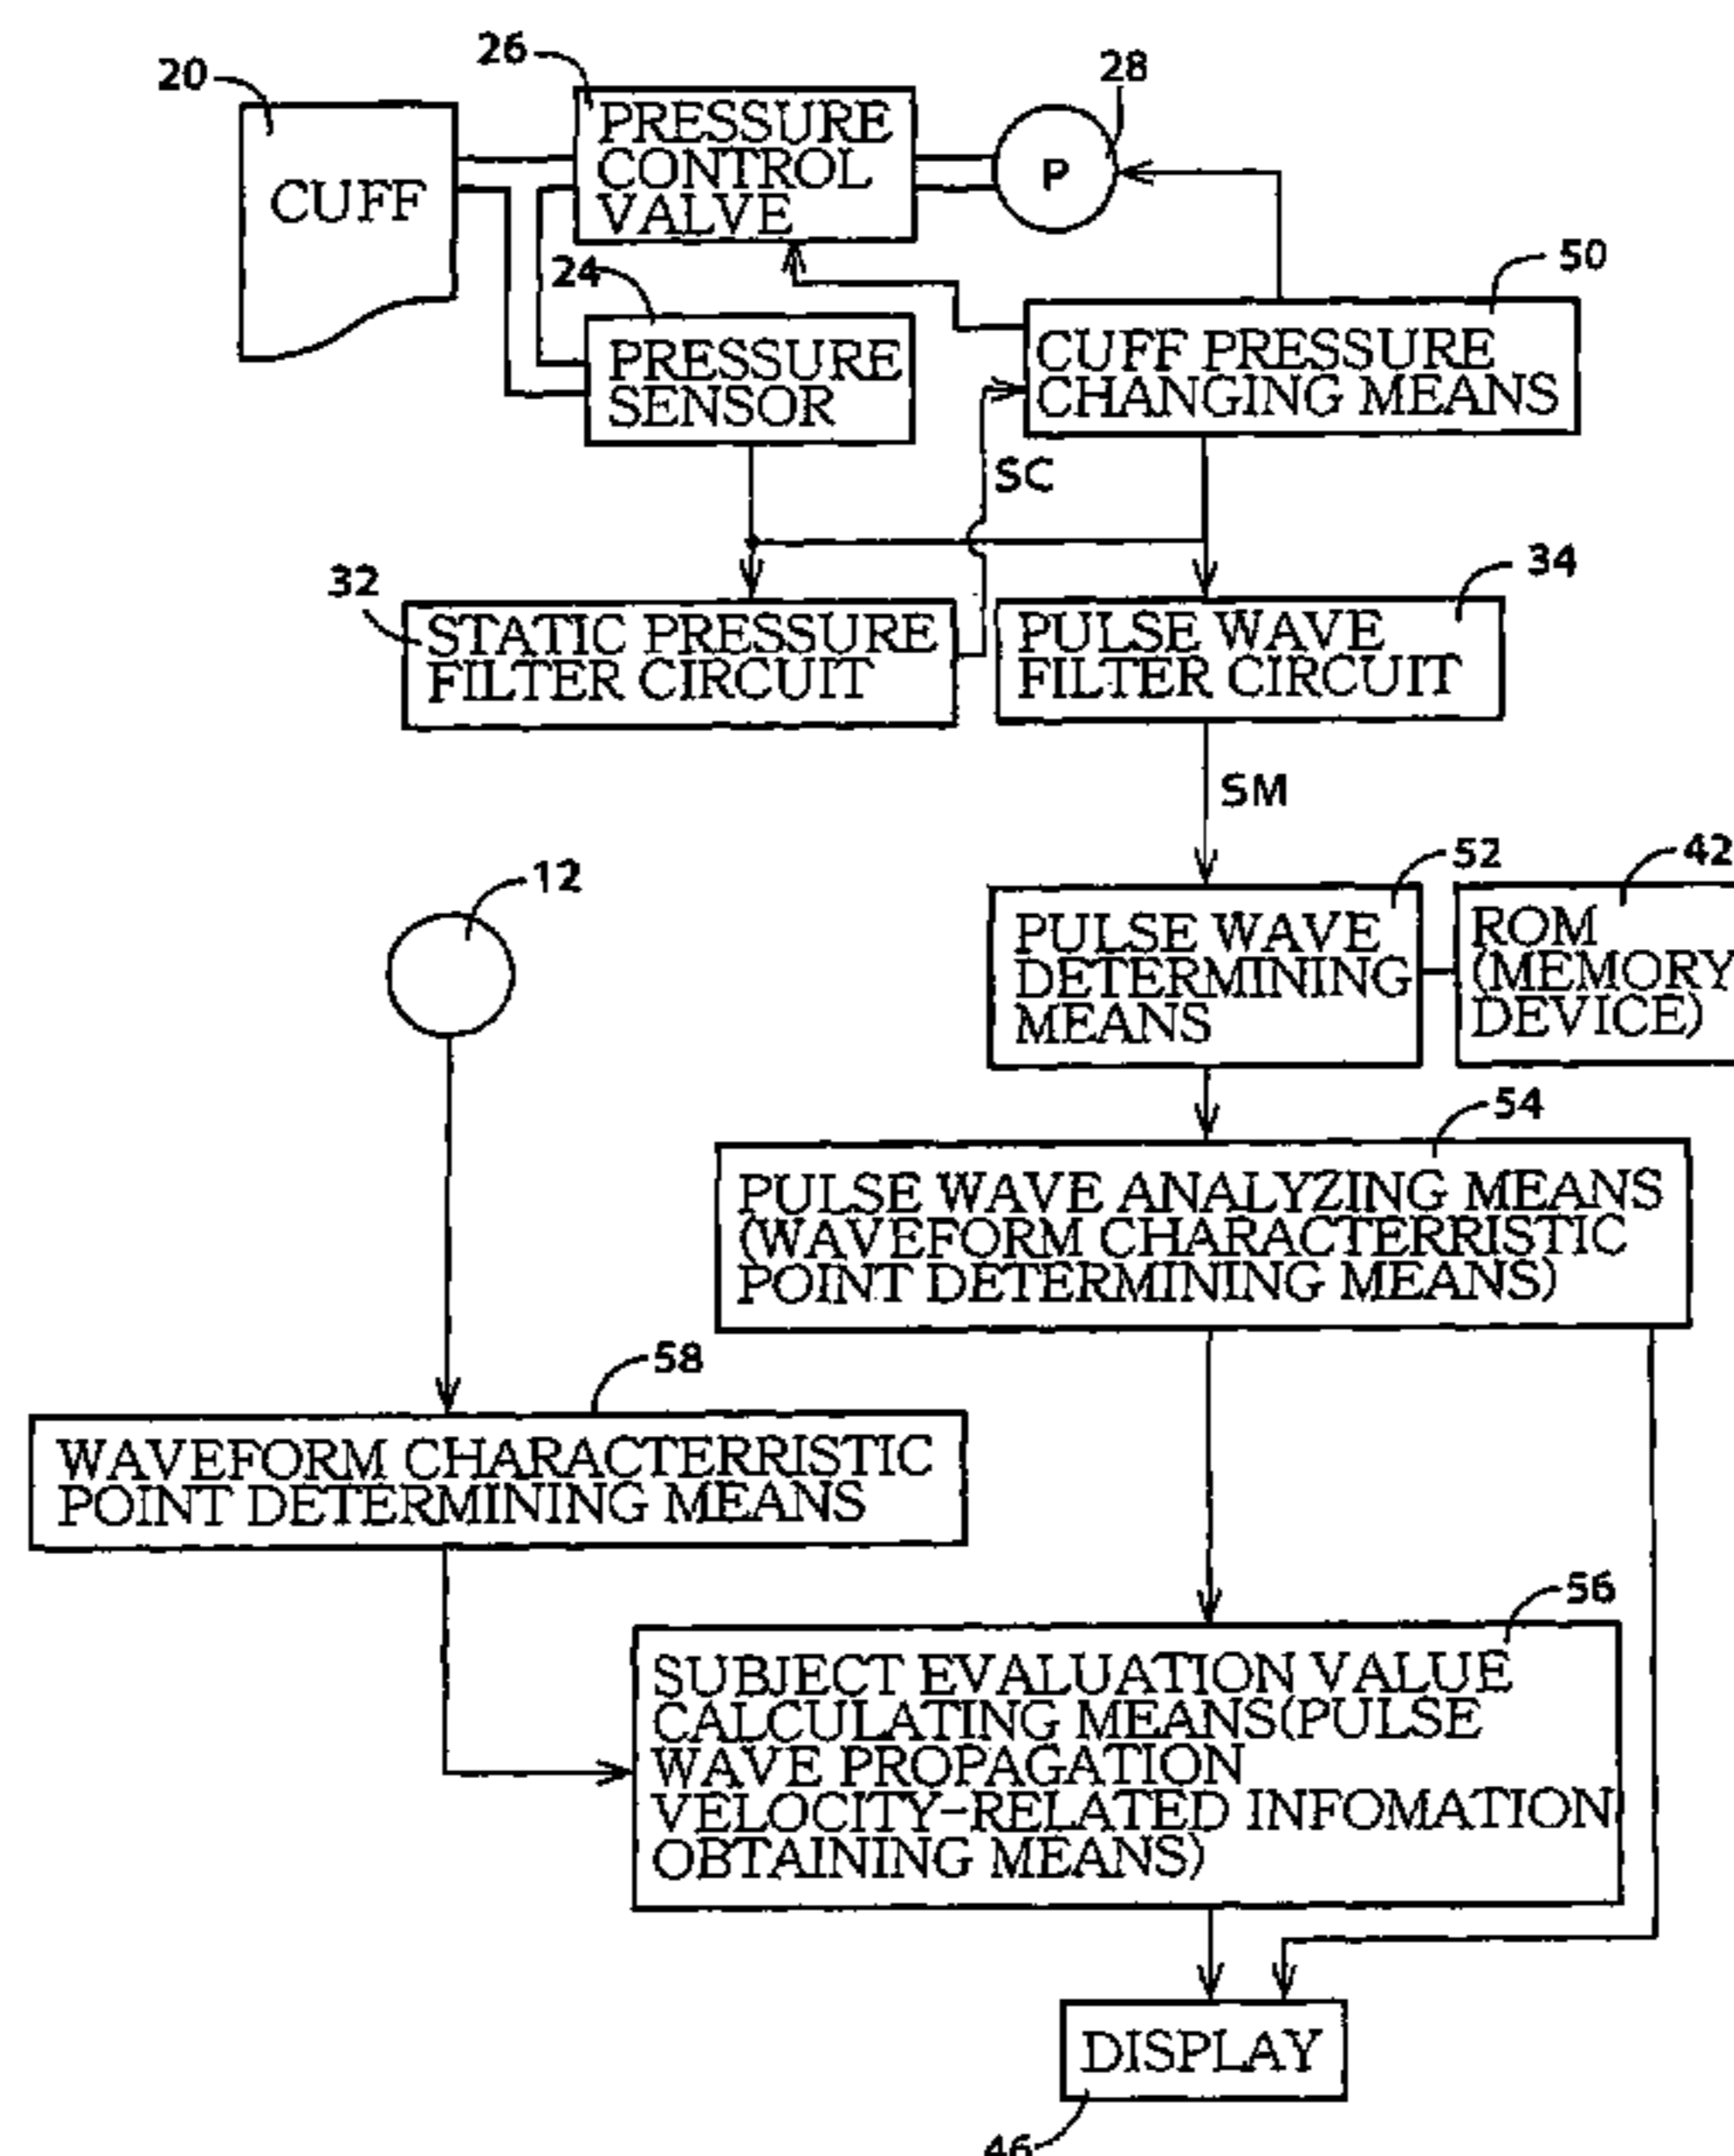 20
26
28
CUFF
PRESSURE
CONTROL
VALVE
P
24
50
PRESSURE
SENSOR
CUFF PRESSURE
CHANGING MEANS
SC
32
34
STATIC PRESSURE
FILTER CIRCUIT
PULSE WAVE
FILTER CIRCUIT
SM
12
52
42
PULSE WAVE
DETERMINING
MEANS
ROM
(MEMORY
DEVICE)
54
PULSE WAVE ANALYZING MEANS
(WAVEFORM CHARACTERRISTIC
POINT DETERMINING MEANS)
58
WAVEFORM CHARACTERRISTIC
POINT DETERMINING MEANS
56
SUBJECT EVALUATION VALUE
CALCULATING MEANS(PULSE
WAVE PROPAGATION
VELOCITY-RELATED INFOMATION
OBTAINING MEANS)
DISPLAY
46